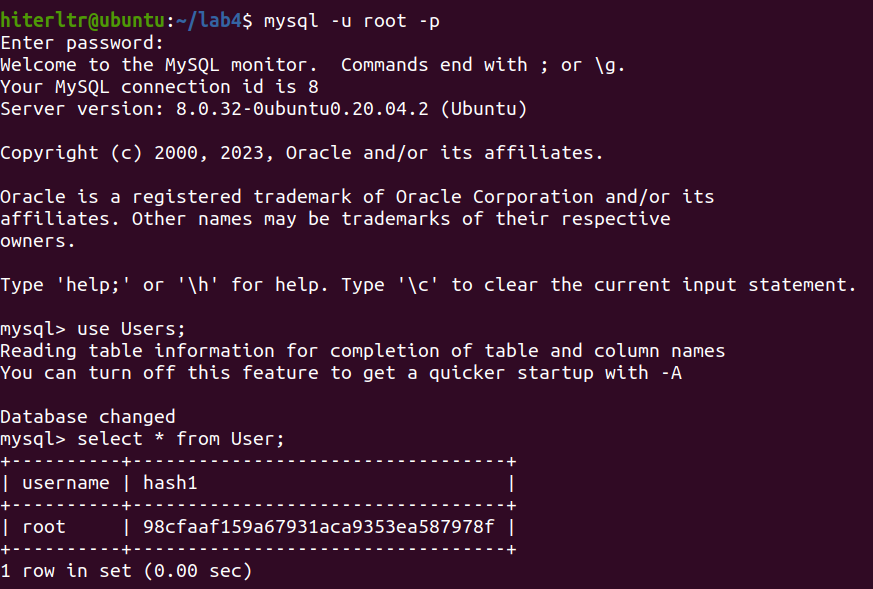 hiterltr@ubuntu:~/lab4$ mysql -u root -p
Enter password:
Welcome to the MySQL monitor.  Commands end with ; or \g.
Your MySQL connection id is 8
Server version: 8.0.32-0ubuntu0.20.04.2 (Ubuntu)

Copyright (c) 2000, 2023, Oracle and/or its affiliates.

Oracle is a registered trademark of Oracle Corporation and/or its
affiliates. Other names may be trademarks of their respective
owners.

Type 'help;' or '\h' for help. Type '\c' to clear the current input statement.

mysql> use Users;
Reading table information for completion of table and column names
You can turn off this feature to get a quicker startup with -A

Database changed
mysql> select * from User;
+----------+----------------------------------+
| username | hash1                            |
+----------+----------------------------------+
| root     | 98cfaaf159a67931aca9353ea587978f |
+----------+----------------------------------+
1 row in set (0.00 sec)